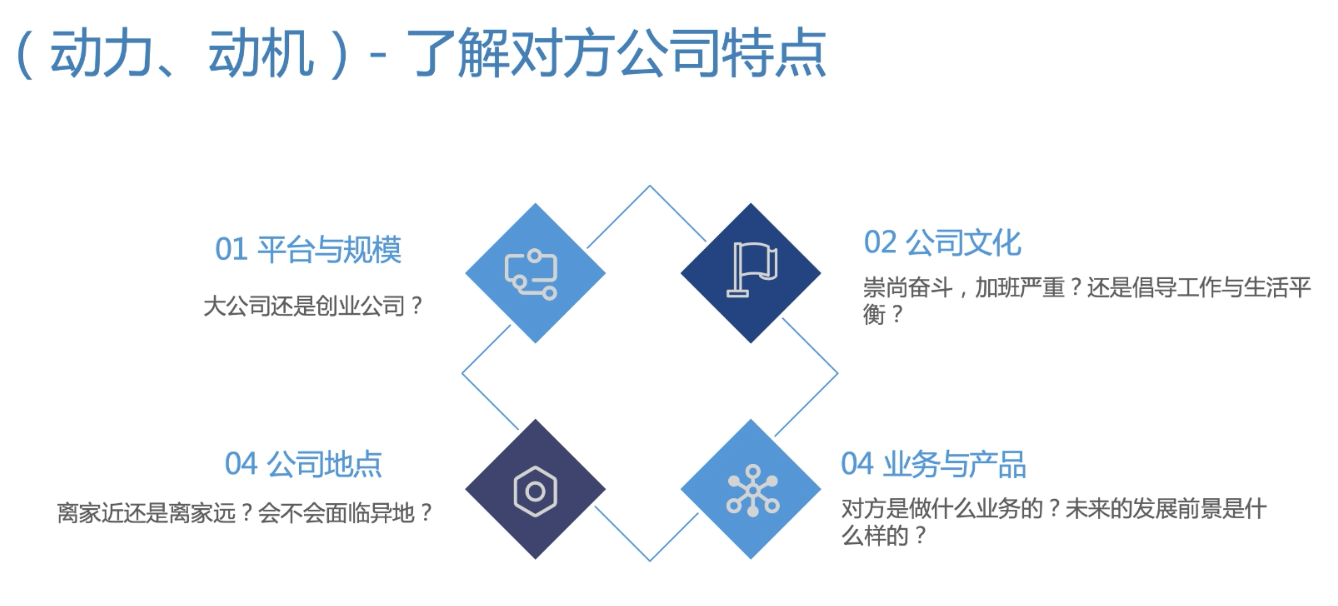 （动力、动机）- 了解对方公司特点
01 平台与规模
大公司还是创业公司？
02 公司文化
崇尚奋斗，加班严重？还是倡导工作与生活平
衡？
04 公司地点
离家近还是离家远？会不会面临异地？
04 业务与产品
对方是做什么业务的？未来的发展前景是什
么样的？